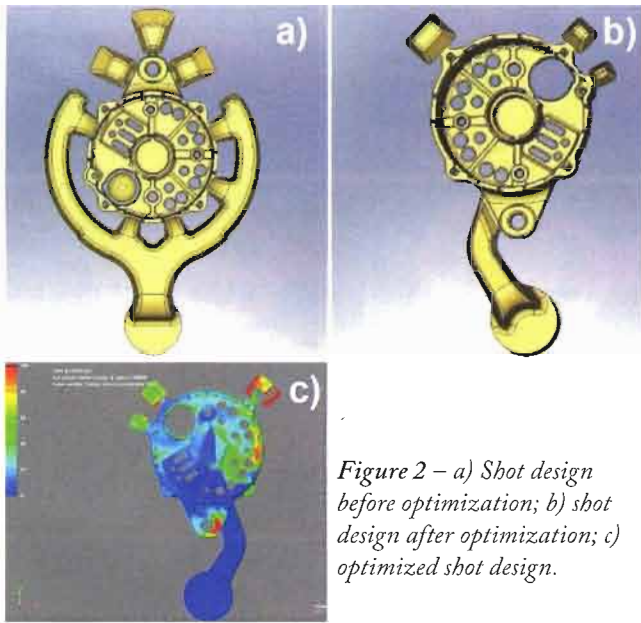 a)
b)
c)
Figure 2 – a) Shot design
before optimization; b) shot
design after optimization; c)
optimized shot design.